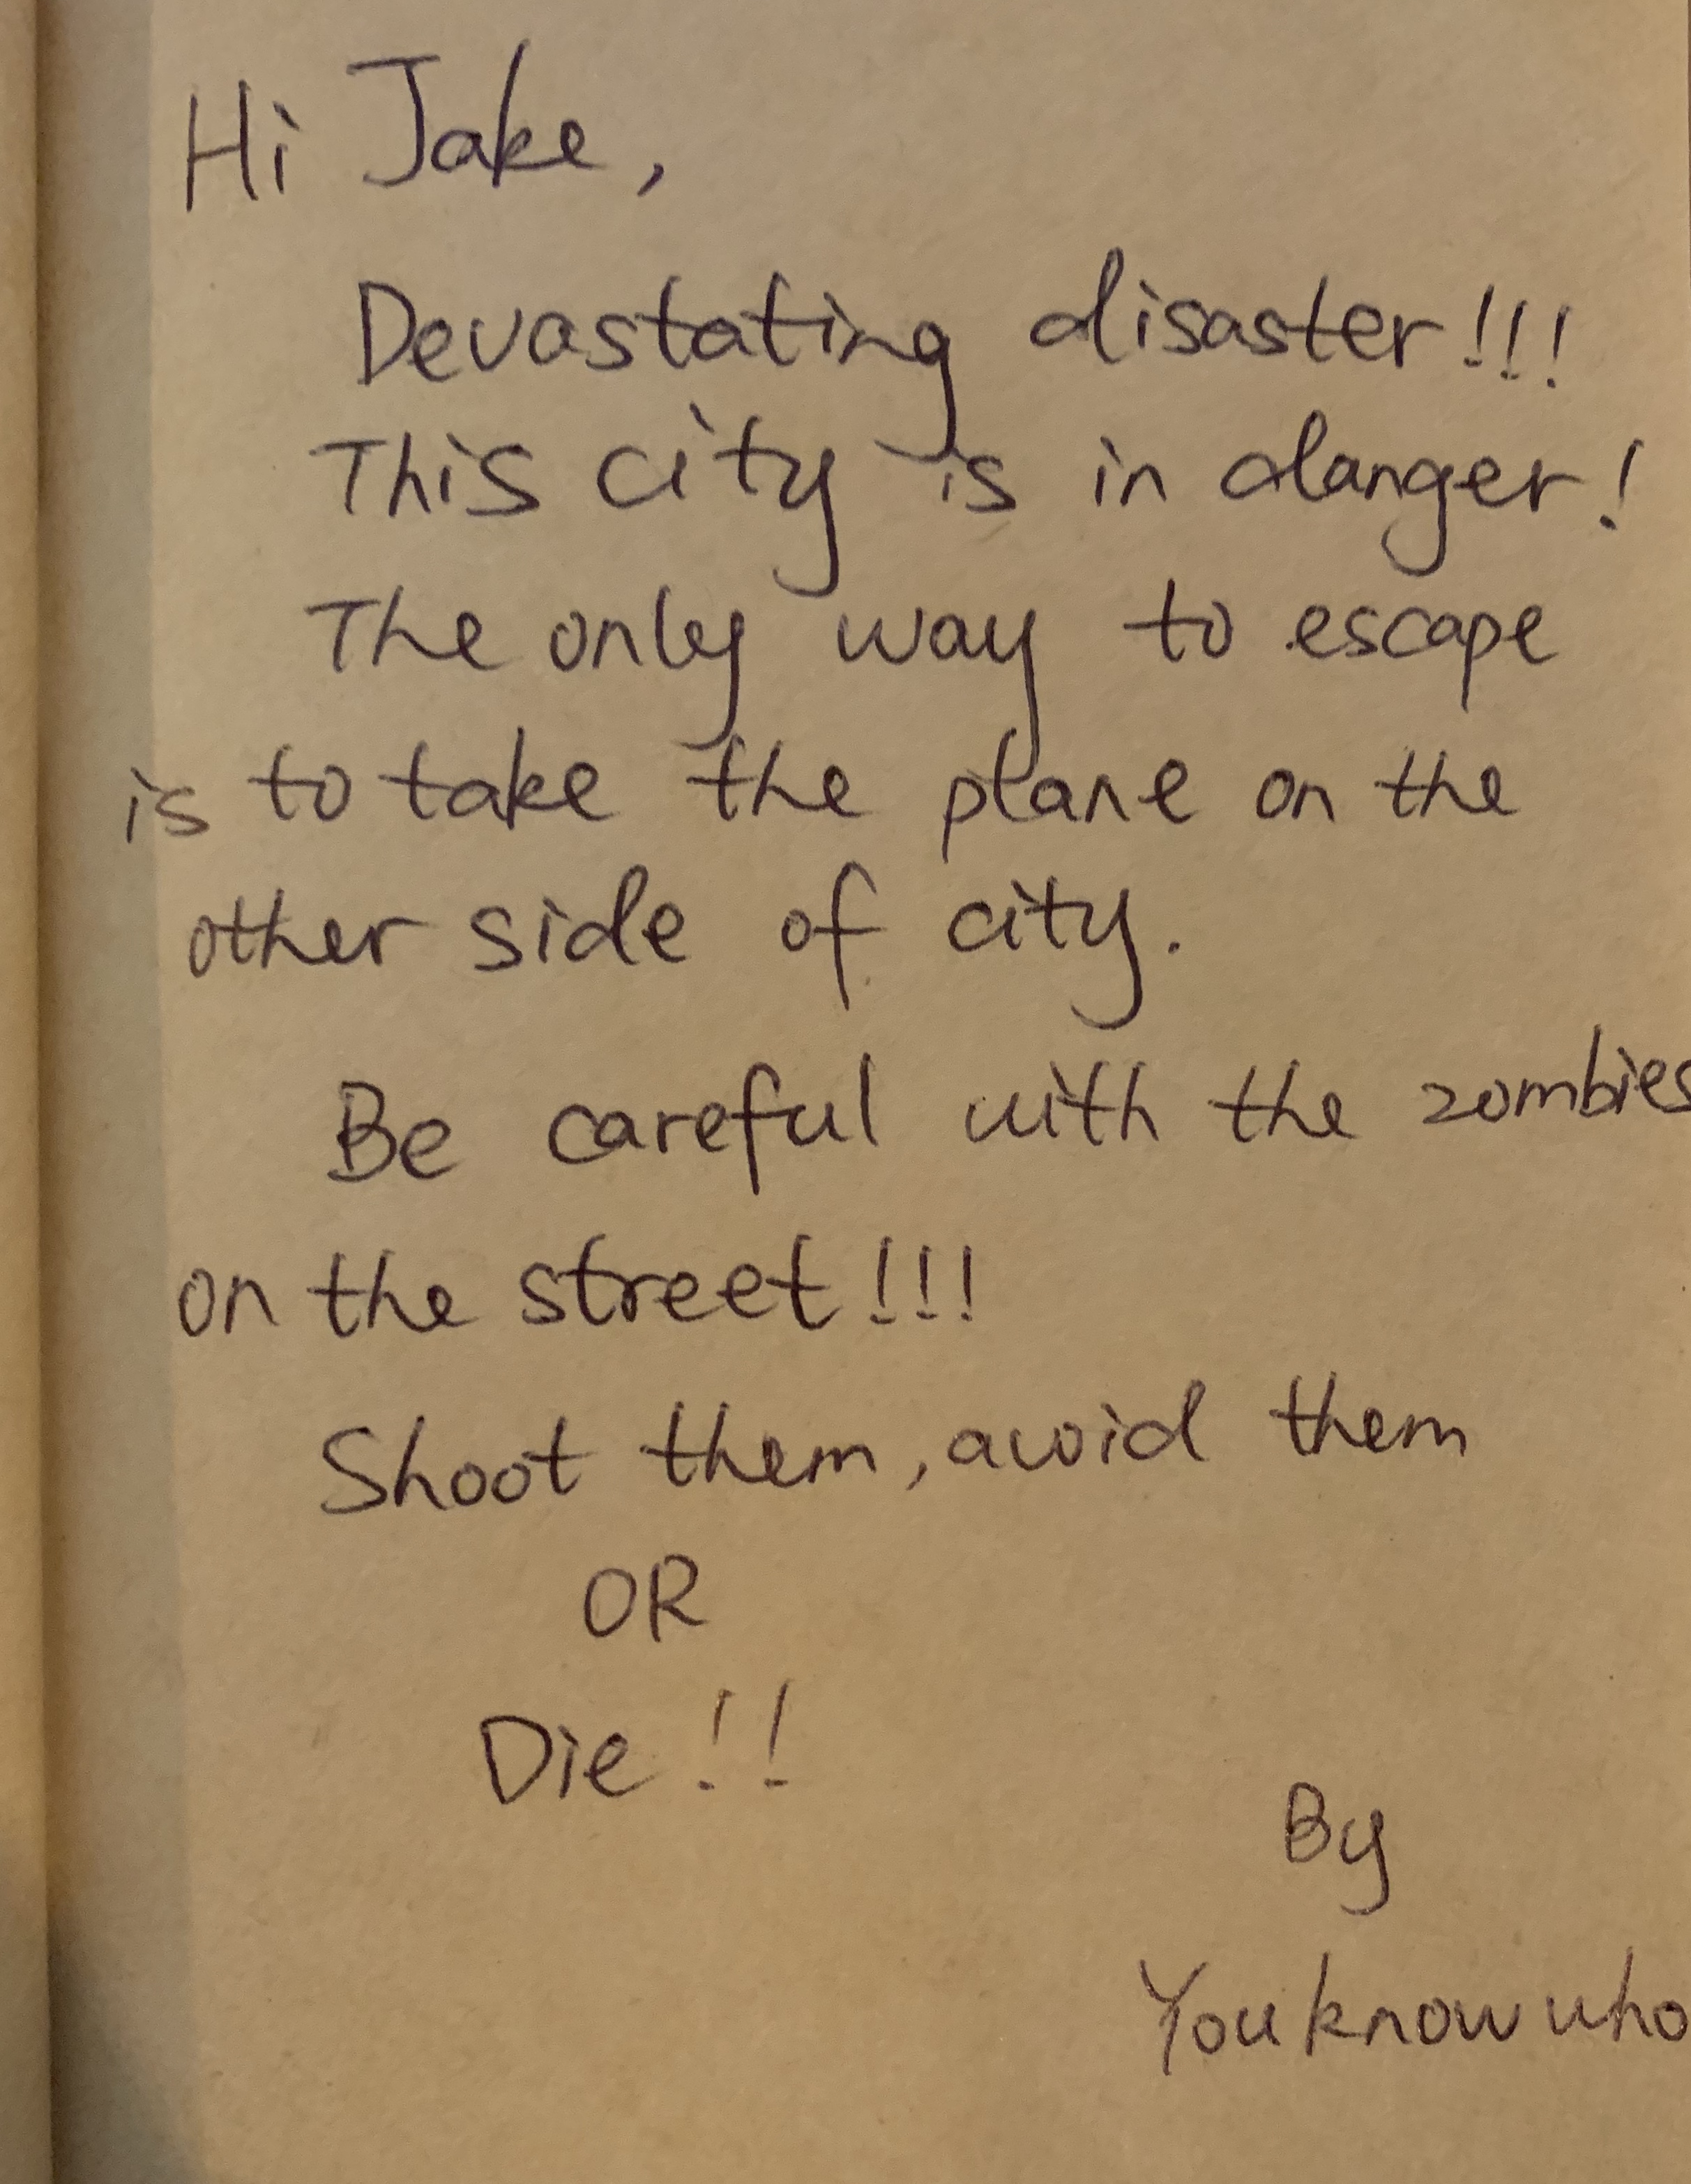 Hi Jake,
Devastating disaster!!!
This city is in danger!
The only way to escape
is to take the plane on the
other side of city.
Be careful with the zombies
on the street!!!
Shoot them, avoid them
OR
Die!!
By
You know who